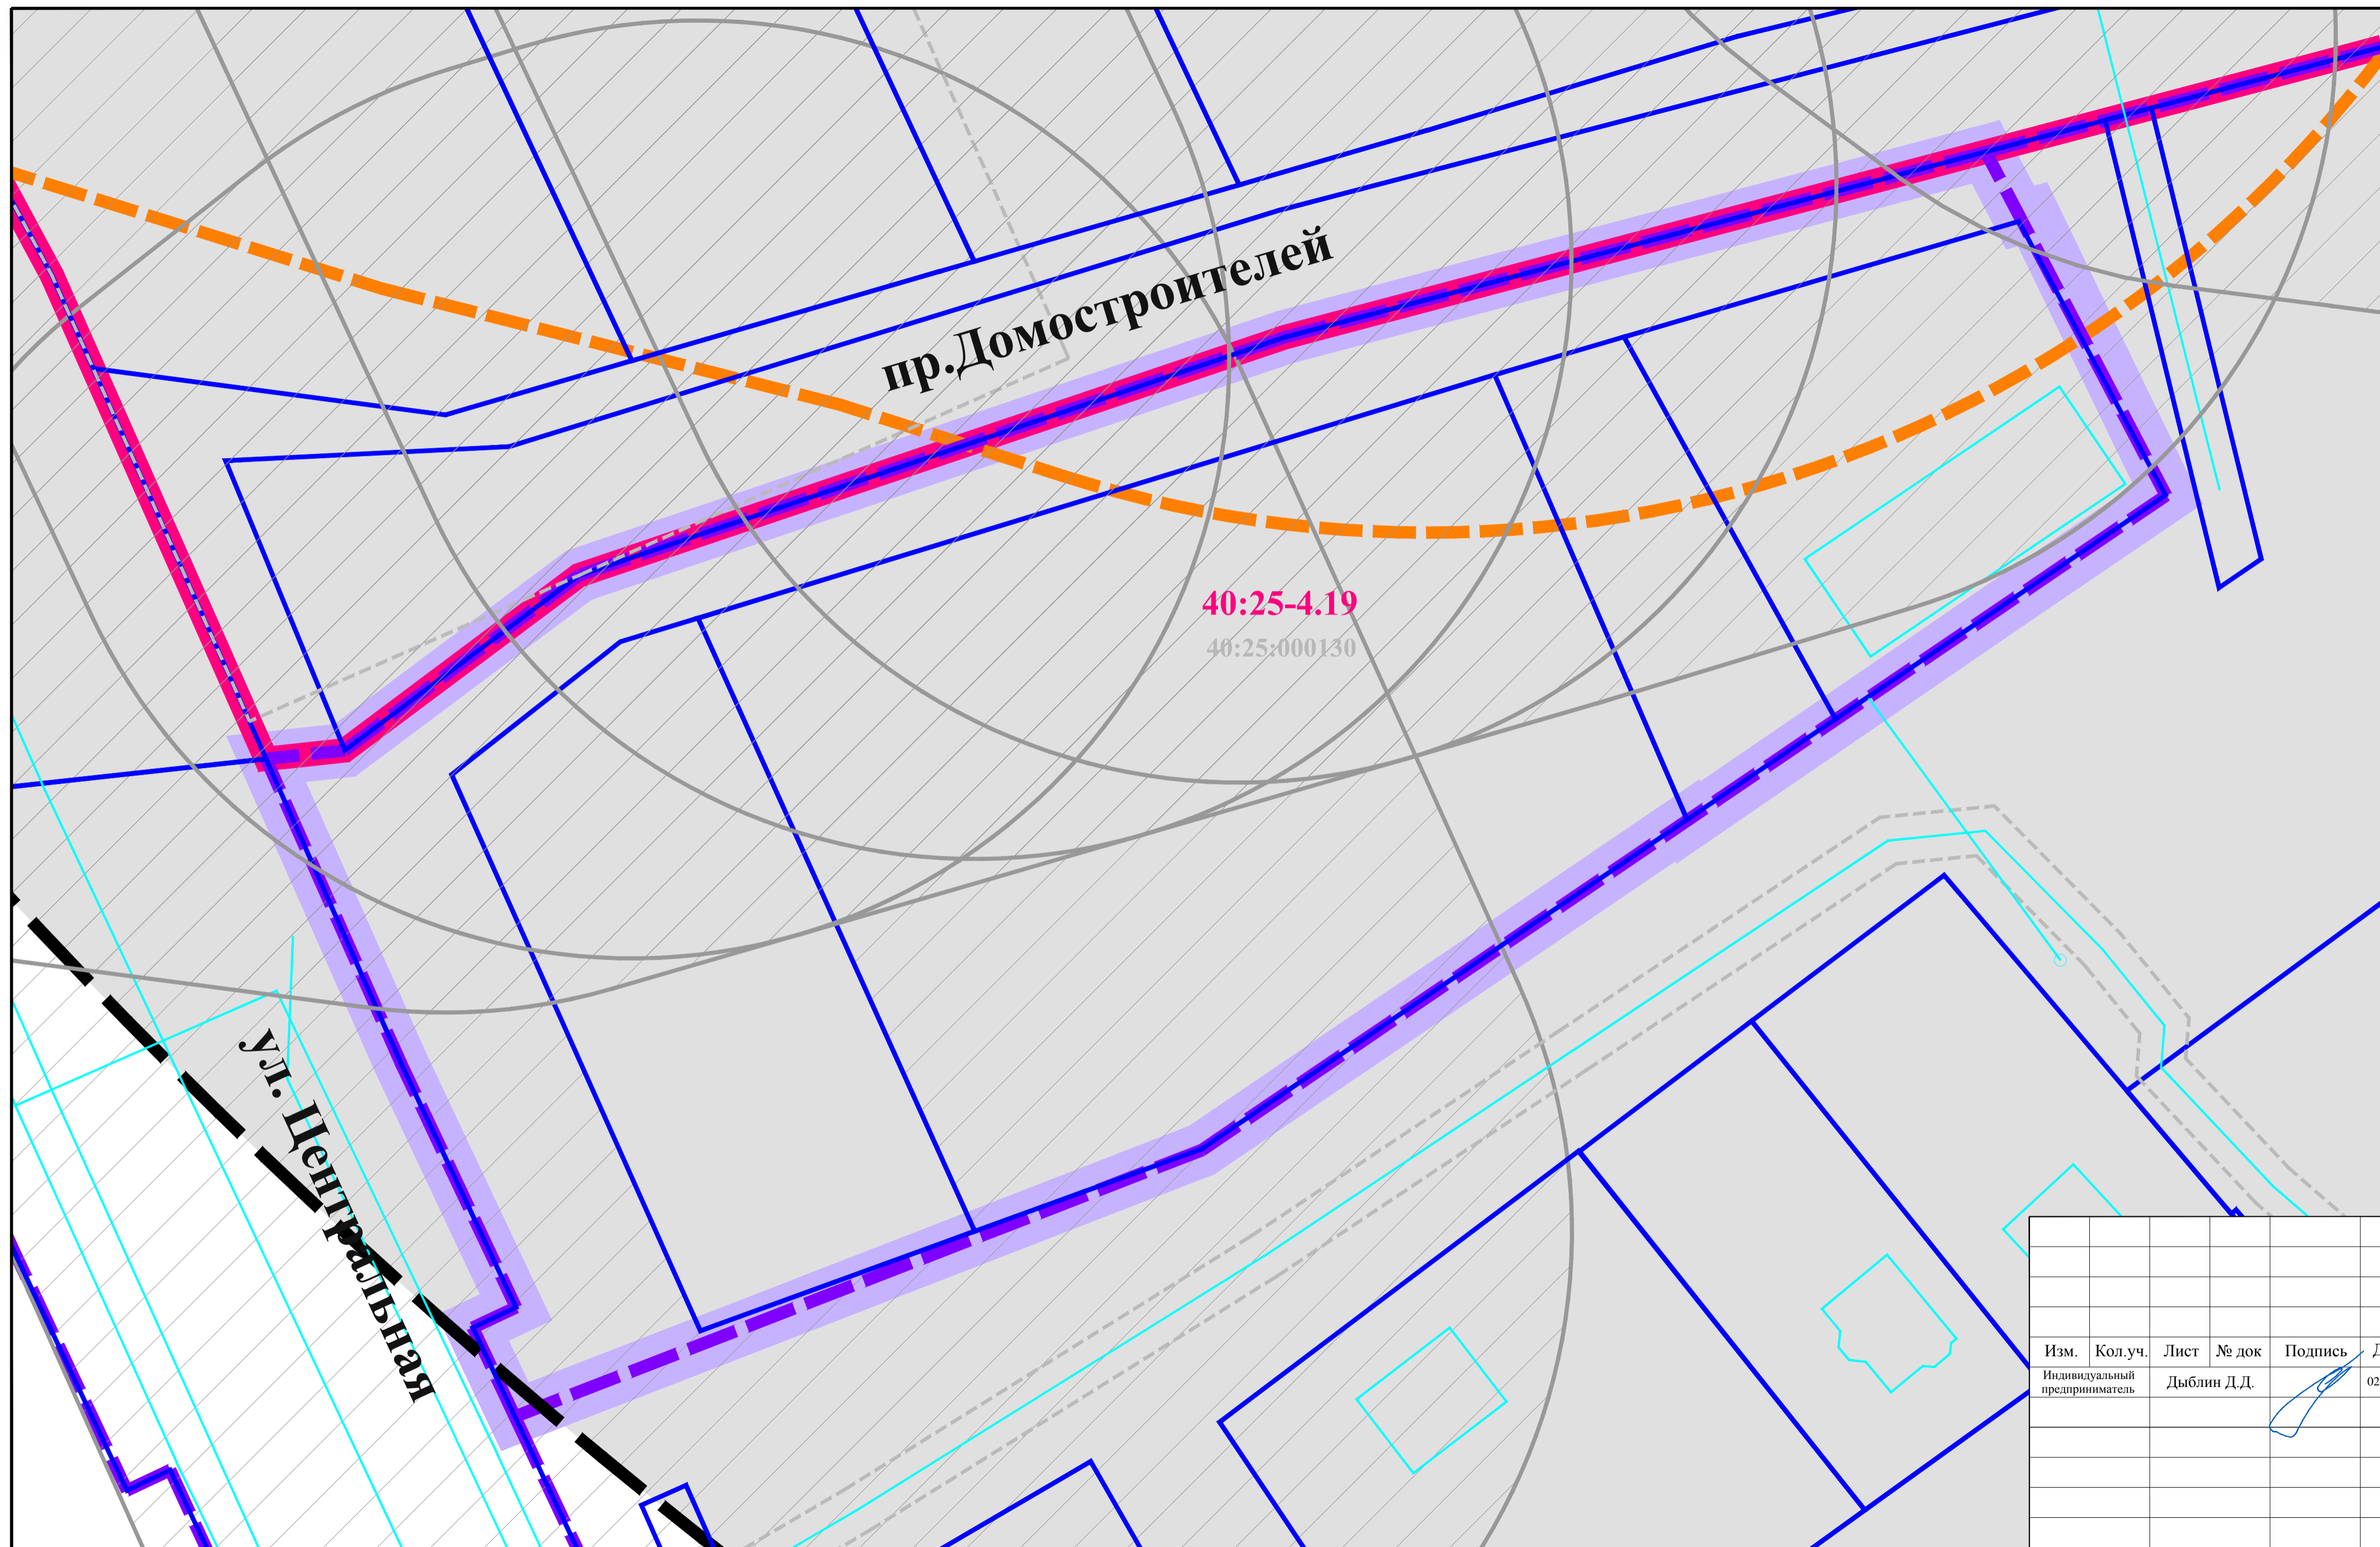 пр.Домостроителей
40:25-4.19
40:25:000130
ул. Центральная
Изм. Кол.уч. Лист № док Подпись
Индивидуальный
предприниматель
Дыблин Д.Д.
02